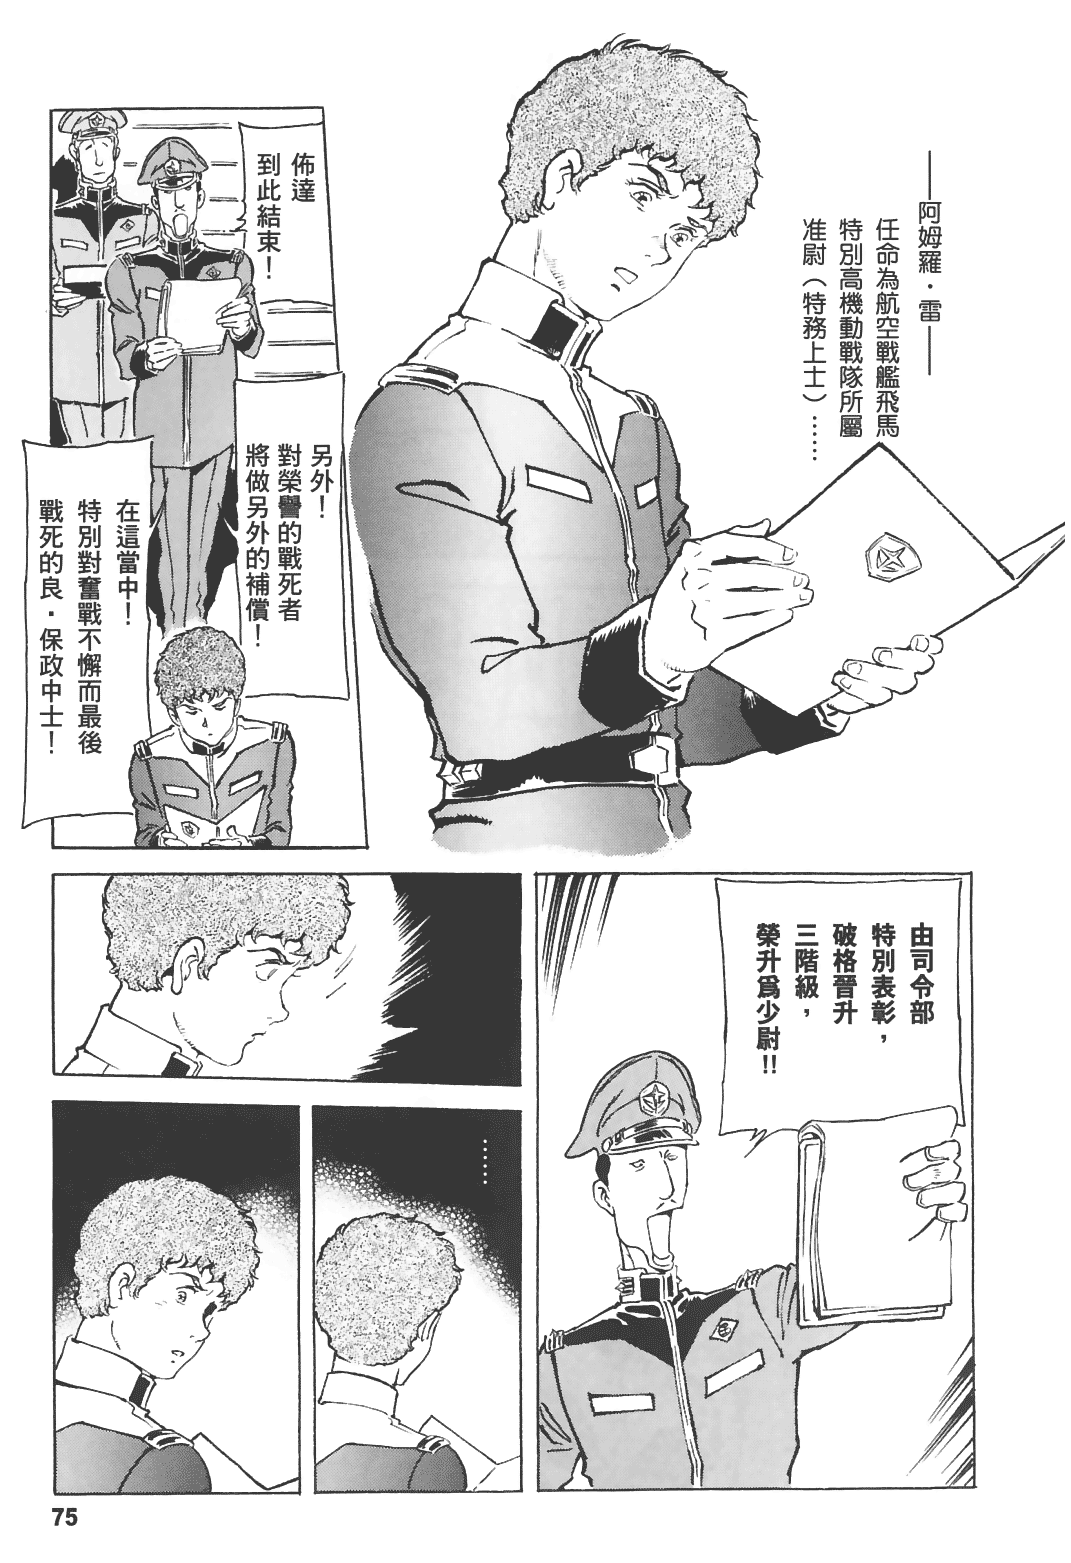 ——阿姆羅・雷——
任命為航空戰艦飛馬
特別高機動戰隊所屬
准尉（特務上士）……
佈達
到此結束！
另外！
對榮譽的戰死者
將做另外的補償！
在這當中！
特別對奮戰不懈而最後
戰死的良・保政中士！
由司令部
特別表彰，
破格晉升
三階級，
榮升爲少尉!!
……
75